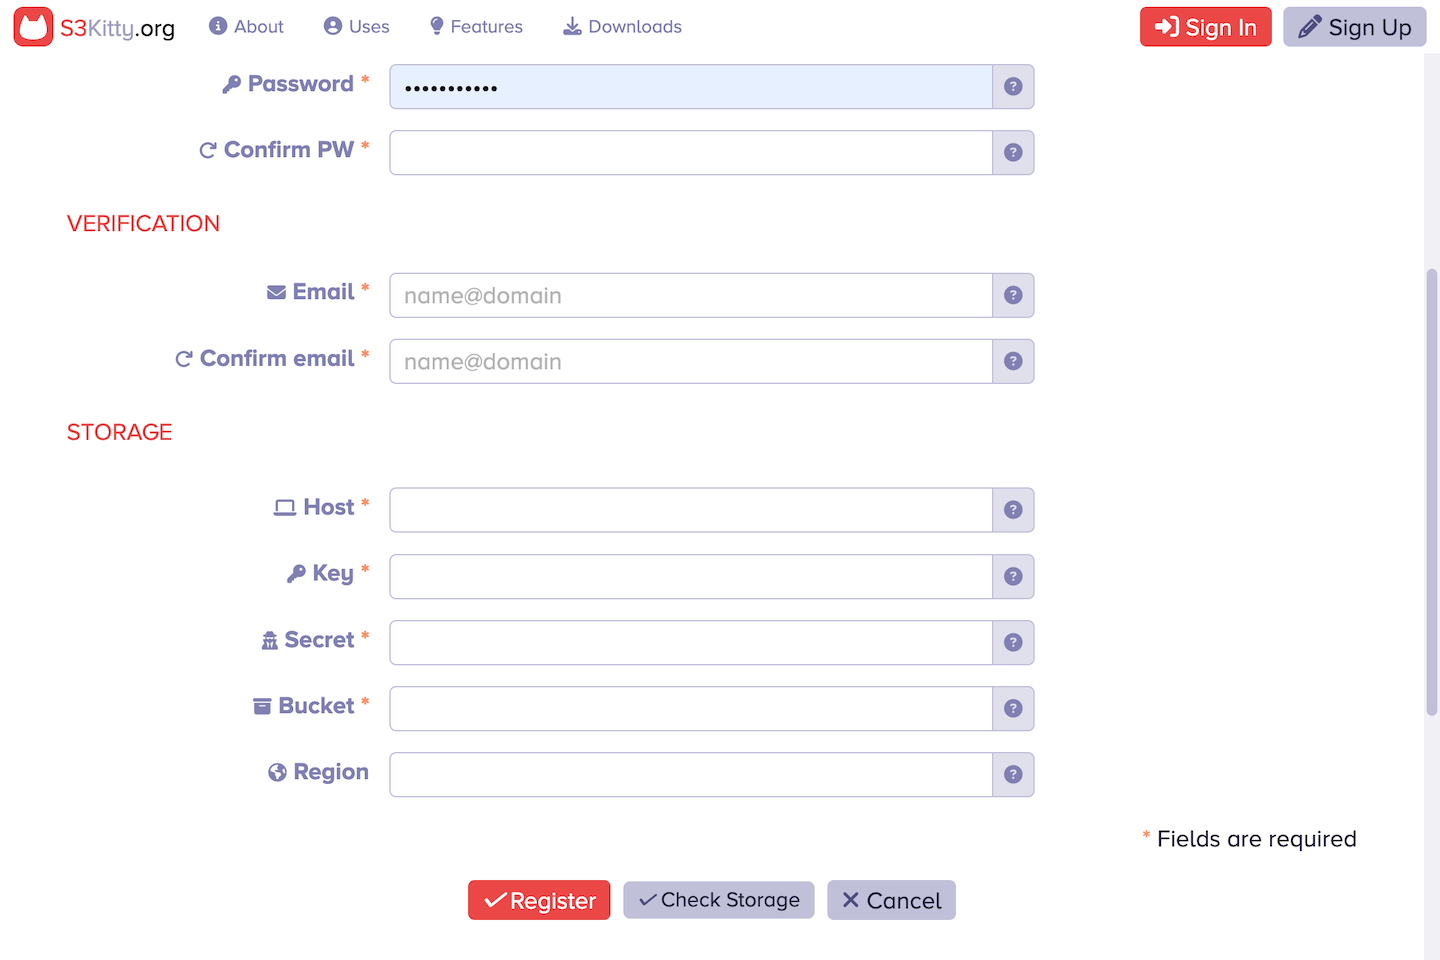 S3Kitty.org About Uses Features Downloads Sign In Sign Up
Password * •••••••••••
Confirm PW *
VERIFICATION
Email * name@domain
Confirm email * name@domain
STORAGE
Host *
Key *
Secret *
Bucket *
Region
* Fields are required
Register Check Storage Cancel